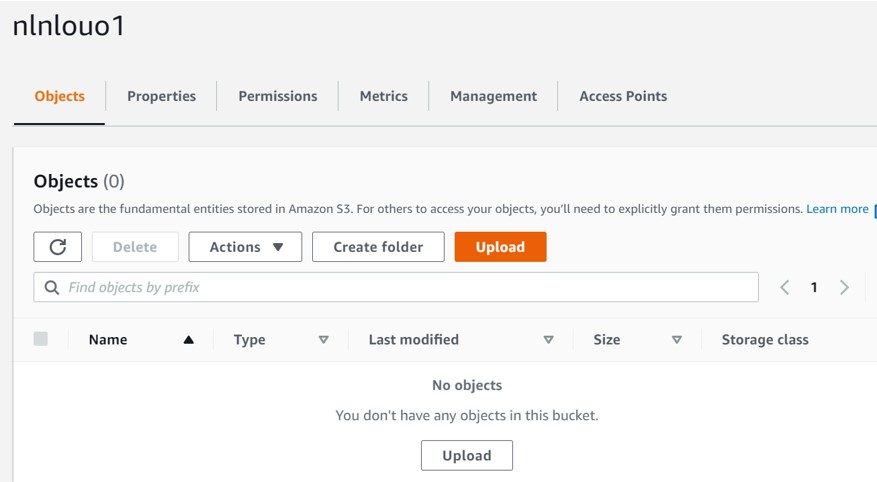 nlnlouo1
Objects Properties Permissions Metrics Management Access Points
Objects (0)
Objects are the fundamental entities stored in Amazon S3. For others to access your objects, you'll need to explicitly grant them permissions. Learn more
Delete Actions Create folder Upload
Find objects by prefix 1
Name Type Last modified Size Storage class
No objects
You don't have any objects in this bucket.
Upload